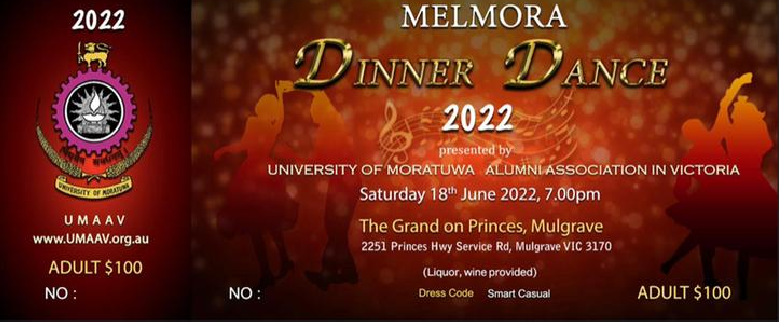 2022
UNIVERSITY OF MORATUWA
UMAAV
www.UMAAV.org.au
ADULT $100
NO :
MELMORA
DINNER DANCE
2022
presented by
UNIVERSITY OF MORATUWA ALUMNI ASSOCIATION IN VICTORIA
Saturday 18th June 2022, 7.00pm
The Grand on Princes, Mulgrave
2251 Princes Hwy Service Rd, Mulgrave VIC 3170
(Liquor, wine provided)
NO :
Dress Code Smart Casual
ADULT $100